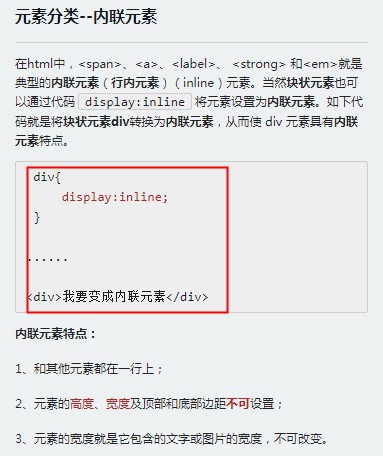 元素分类--内联元素
在html中，<span>、<a>、<label>、 <strong> 和<em>就是
典型的内联元素（行内元素）（inline）元素。当然块状元素也可
以通过代码 display:inline 将元素设置为内联元素。如下代
码就是将块状元素div转换为内联元素，从而使 div 元素具有内联
元素特点。
div{
display:inline;
}
......
<div>我要变成内联元素</div>
内联元素特点：
1、和其他元素都在一行上；
2、元素的高度、宽度及顶部和底部边距不可设置；
3、元素的宽度就是它包含的文字或图片的宽度，不可改变。